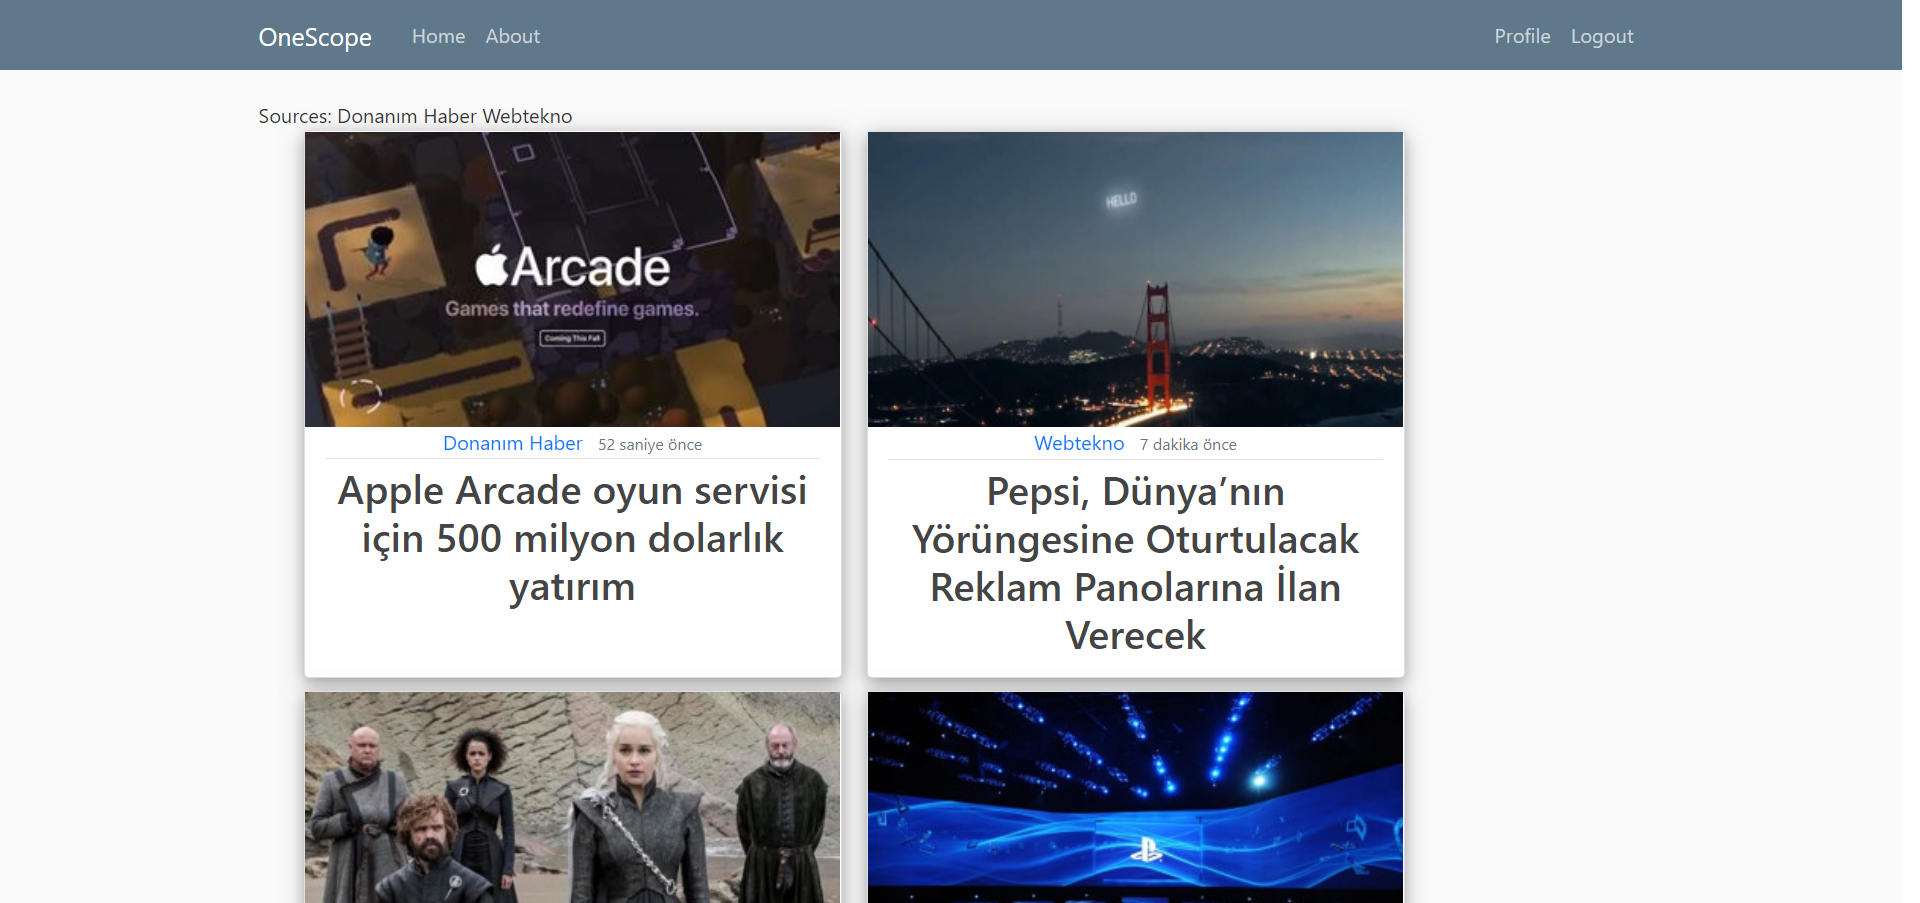 OneScope Home About Profile Logout
Sources: Donanım Haber Webtekno
Arcade
Games that redefine games.
Coming This Fall
Donanım Haber 52 saniye önce
Apple Arcade oyun servisi
için 500 milyon dolarlık
yatırım
HELLO
Webtekno 7 dakika önce
Pepsi, Dünya’nın
Yörüngesine Oturtulacak
Reklam Panolarına İlan
Verecek